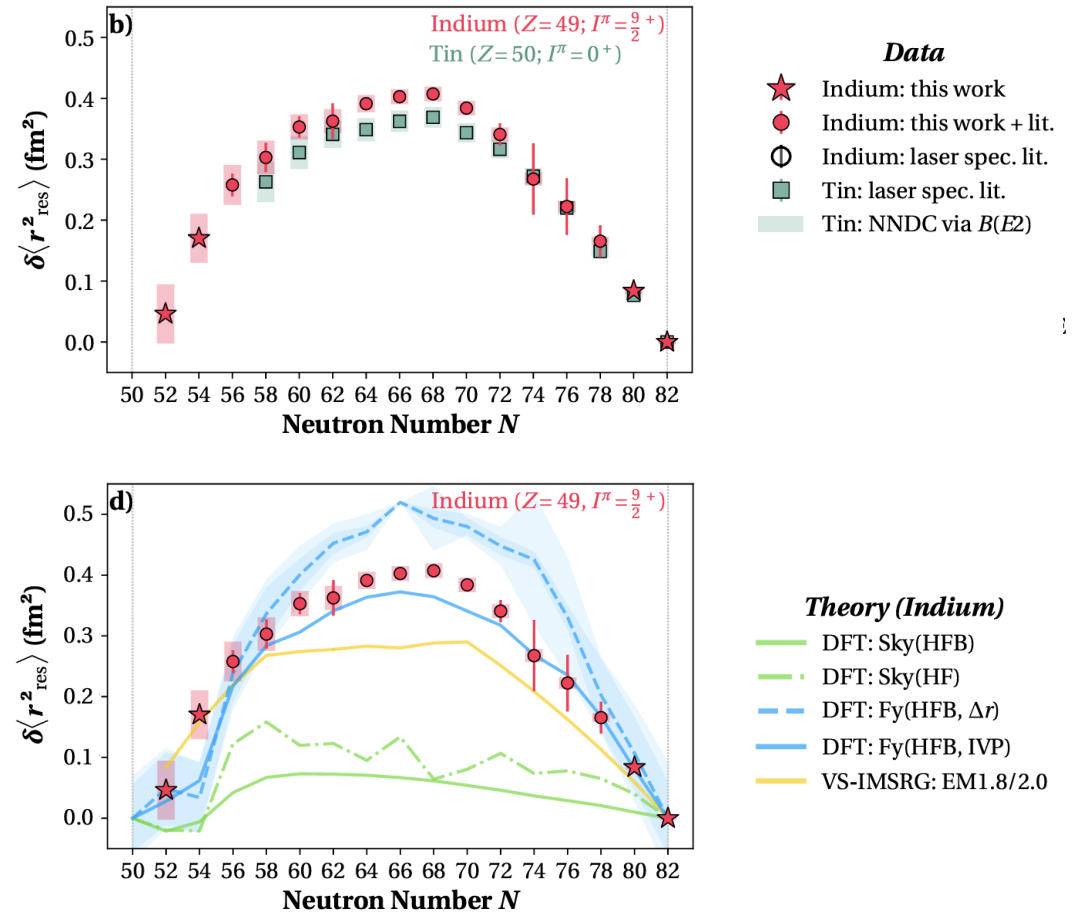 b)
Indium (Z=49; I^π=9/2^+)
Tin (Z=50; I^π=0^+)
δ⟨r²_res⟩ (fm²)
0.5
0.4
0.3
0.2
0.1
0.0
50 52 54 56 58 60 62 64 66 68 70 72 74 76 78 80 82
Neutron Number N
Data
Indium: this work
Indium: this work + lit.
Indium: laser spec. lit.
Tin: laser spec. lit.
Tin: NNDC via B(E2)
d)
Indium (Z=49, I^π=9/2^+)
δ⟨r²_res⟩ (fm²)
0.5
0.4
0.3
0.2
0.1
0.0
50 52 54 56 58 60 62 64 66 68 70 72 74 76 78 80 82
Neutron Number N
Theory (Indium)
DFT: Sky(HFB)
DFT: Sky(HF)
DFT: Fy(HFB, Δr)
DFT: Fy(HFB, IVP)
VS-IMSRG: EM1.8/2.0